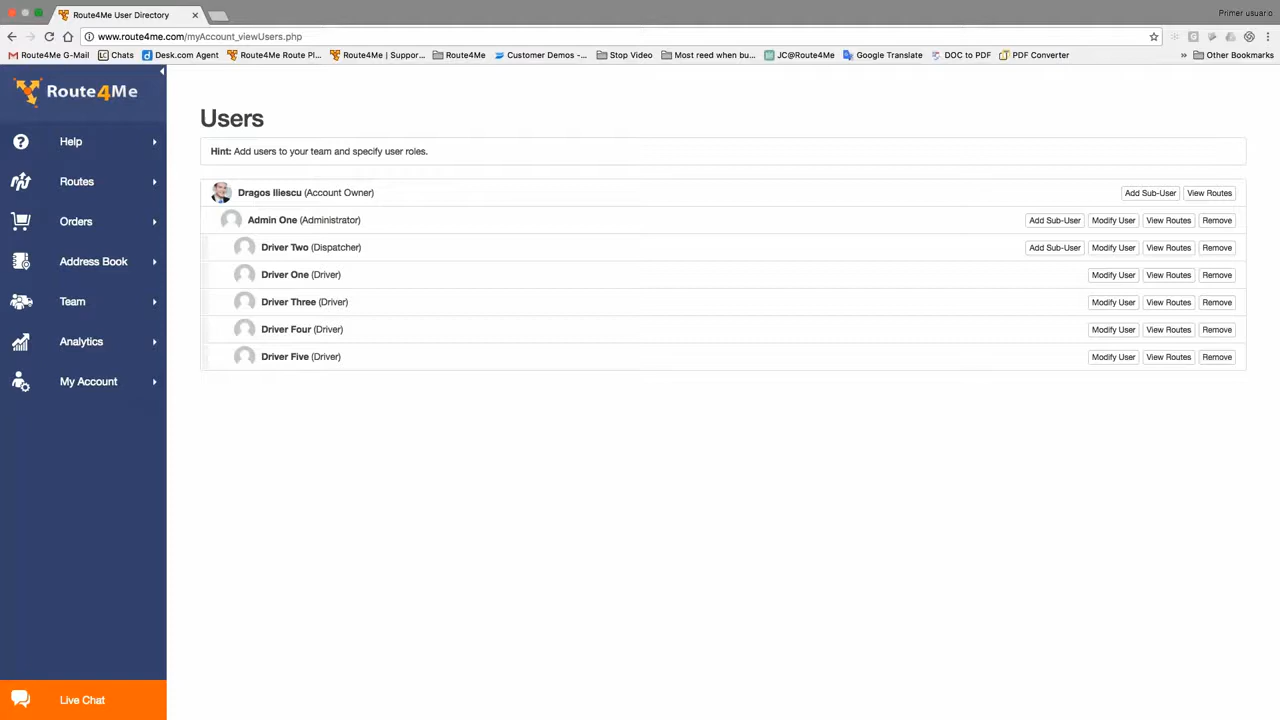 Route4Me User Directory
Primer usuario
www.route4me.com/myAccount_viewUsers.php
Route4Me G-Mail Chats Desk.com Agent Route4Me Route Pl... Route4Me | Suppor... Route4Me Customer Demos -... Stop Video Most read when bu... JC@Route4Me Google Translate DOC to PDF PDF Converter » Other Bookmarks
Route4Me
Help
Routes
Orders
Address Book
Team
Analytics
My Account
Live Chat
Users
Hint: Add users to your team and specify user roles.
Dragos Iliescu (Account Owner) Add Sub-User View Routes
Admin One (Administrator) Add Sub-User Modify User View Routes Remove
Driver Two (Dispatcher) Add Sub-User Modify User View Routes Remove
Driver One (Driver) Modify User View Routes Remove
Driver Three (Driver) Modify User View Routes Remove
Driver Four (Driver) Modify User View Routes Remove
Driver Five (Driver) Modify User View Routes Remove